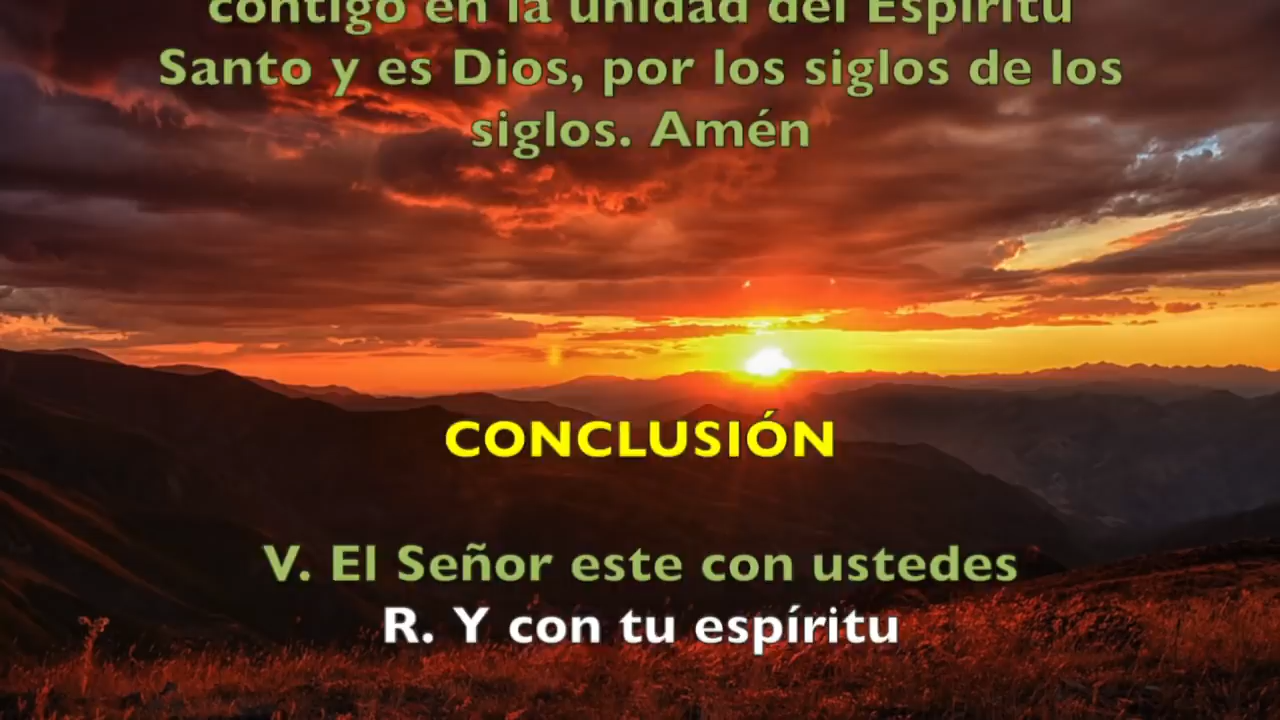 contigo en la unidad del Espíritu
Santo y es Dios, por los siglos de los
siglos. Amén
CONCLUSIÓN
V. El Señor este con ustedes
R. Y con tu espíritu